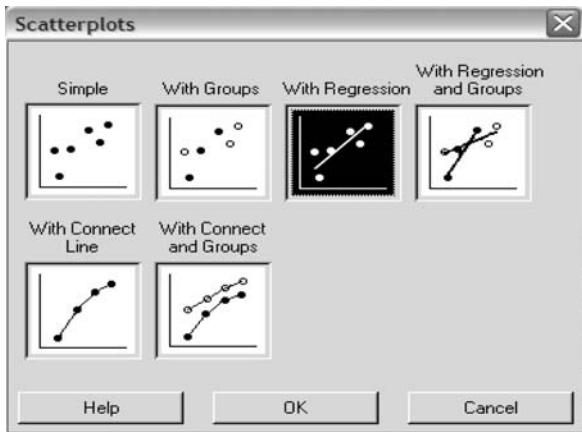 Scatterplots
Simple
With Groups
With Regression
With Regression
and Groups
With Connect
Line
With Connect
and Groups
Help
OK
Cancel